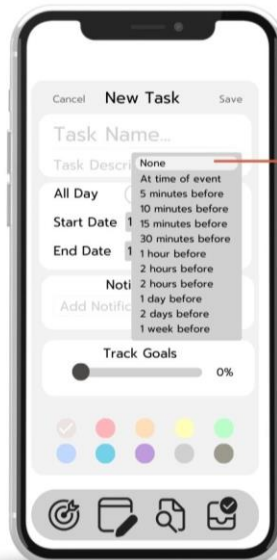 Cancel New Task Save
Task Name...
Task Descri
None
At time of event
5 minutes before
10 minutes before
15 minutes before
30 minutes before
1 hour before
2 hours before
2 hours before
1 day before
2 days before
1 week before
All Day
Start Date 1
End Date 1
Noti
Add Notific
Track Goals
0%